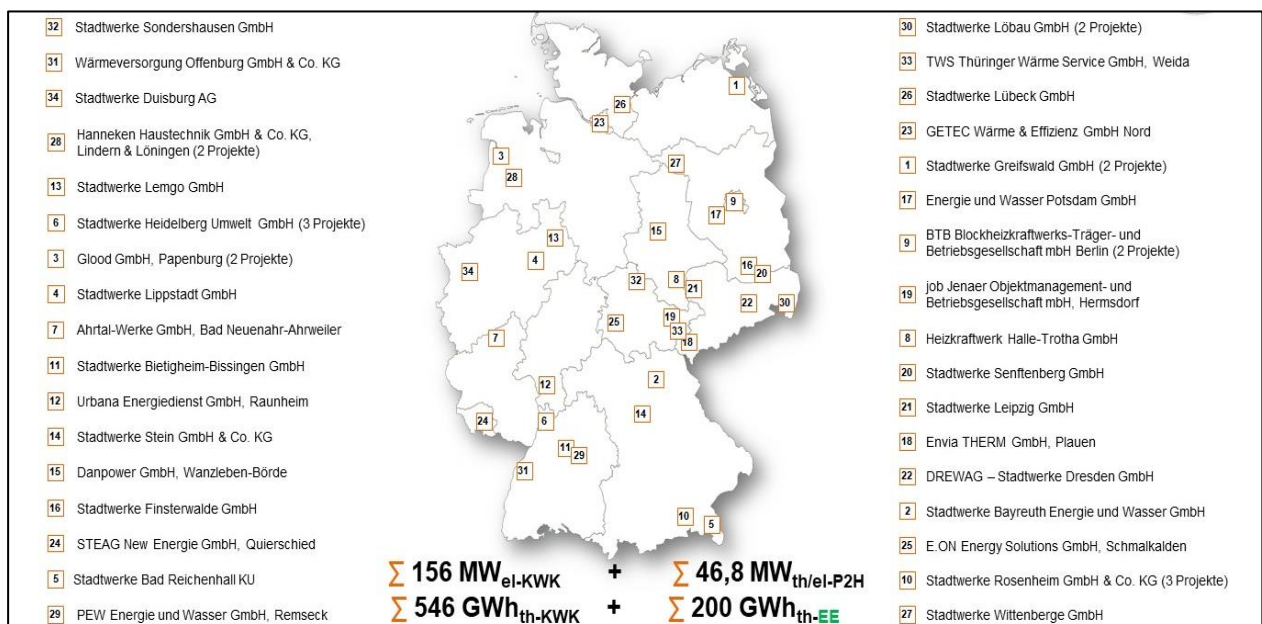 32 Stadtwerke Sondershausen GmbH
31 Wärmeversorgung Offenburg GmbH & Co. KG
34 Stadtwerke Duisburg AG
28 Hanneken Haustechnik GmbH & Co. KG,
Lindern & Löningen (2 Projekte)
13 Stadtwerke Lemgo GmbH
6 Stadtwerke Heidelberg Umwelt GmbH (3 Projekte)
3 Glood GmbH, Papenburg (2 Projekte)
4 Stadtwerke Lippstadt GmbH
7 Ahrtal-Werke GmbH, Bad Neuenahr-Ahrweiler
11 Stadtwerke Bietigheim-Bissingen GmbH
12 Urbana Energiedienst GmbH, Raunheim
14 Stadtwerke Stein GmbH & Co. KG
15 Danpower GmbH, Wanzleben-Börde
16 Stadtwerke Finsterwalde GmbH
24 STEAG New Energie GmbH, Quierschied
5 Stadtwerke Bad Reichenhall KU
29 PEW Energie und Wasser GmbH, Remseck
1
26
23
3
27
28
9
17
13
15
4
16
20
34
32
8
21
22
30
25
19
33
18
7
2
12
14
24
6
11
29
31
10
5
∑ 156 MWel-KWK + ∑ 46,8 MWth/el-P2H
∑ 546 GWhth-KWK + ∑ 200 GWhth-EE
30 Stadtwerke Löbau GmbH (2 Projekte)
33 TWS Thüringer Wärme Service GmbH, Weida
26 Stadtwerke Lübeck GmbH
23 GETEC Wärme & Effizienz GmbH Nord
1 Stadtwerke Greifswald GmbH (2 Projekte)
17 Energie und Wasser Potsdam GmbH
9 BTB Blockheizkraftwerks-Träger- und
Betriebsgesellschaft mbH Berlin (2 Projekte)
19 job Jenaer Objektmanagement- und
Betriebsgesellschaft mbH, Hermsdorf
8 Heizkraftwerk Halle-Trotha GmbH
20 Stadtwerke Senftenberg GmbH
21 Stadtwerke Leipzig GmbH
18 Envia THERM GmbH, Plauen
22 DREWAG – Stadtwerke Dresden GmbH
2 Stadtwerke Bayreuth Energie und Wasser GmbH
25 E.ON Energy Solutions GmbH, Schmalkalden
10 Stadtwerke Rosenheim GmbH & Co. KG (3 Projekte)
27 Stadtwerke Wittenberge GmbH